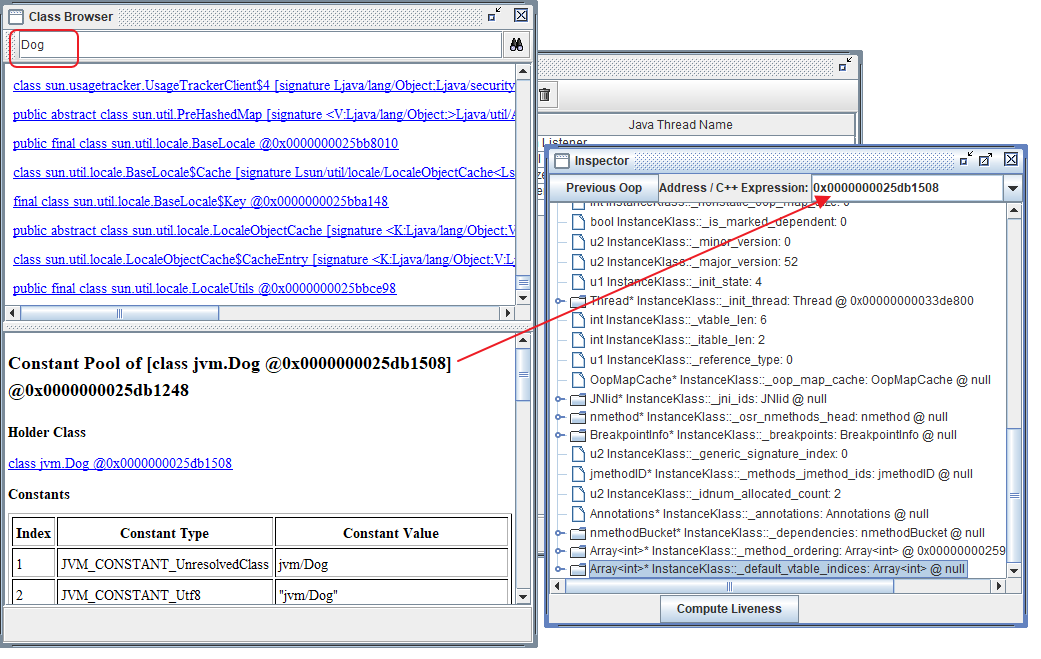 Class Browser
Dog
class sun.usagetracker.UsageTrackerClient$4 [signature Ljava/lang/Object;Ljava/security
public abstract class sun.util.PreHashedMap [signature <V:Ljava/lang/Object;>Ljava/util/A
public final class sun.util.locale.BaseLocale @0x0000000025bb8010
class sun.util.locale.BaseLocale$Cache [signature Lsun/util/locale/LocaleObjectCache<Ls
final class sun.util.locale.BaseLocale$Key @0x0000000025bba148
public abstract class sun.util.locale.LocaleObjectCache [signature <K:Ljava/lang/Object;V
class sun.util.locale.LocaleObjectCache$CacheEntry [signature <K:Ljava/lang/Object;V:Lj
public final class sun.util.locale.LocaleUtils @0x0000000025bbce98
Constant Pool of [class jvm.Dog @0x0000000025db1508]
@0x0000000025db1248
Holder Class
class jvm.Dog @0x0000000025db1508
Constants
Index Constant Type Constant Value
1 JVM_CONSTANT_UnresolvedClass jvm/Dog
2 JVM_CONSTANT_Utf8 "jvm/Dog"
Java Thread Name
Listener
Inspector
Previous Oop Address / C++ Expression: 0x0000000025db1508
int InstanceKlass::_nonstatic_oop_map_size: 0
bool InstanceKlass::_is_marked_dependent: 0
u2 InstanceKlass::_minor_version: 0
u2 InstanceKlass::_major_version: 52
u1 InstanceKlass::_init_state: 4
Thread* InstanceKlass::_init_thread: Thread @ 0x00000000033de800
int InstanceKlass::_vtable_len: 6
int InstanceKlass::_itable_len: 2
u1 InstanceKlass::_reference_type: 0
OopMapCache* InstanceKlass::_oop_map_cache: OopMapCache @ null
JNIid* InstanceKlass::_jni_ids: JNIid @ null
nmethod* InstanceKlass::_osr_nmethods_head: nmethod @ null
BreakpointInfo* InstanceKlass::_breakpoints: BreakpointInfo @ null
u2 InstanceKlass::_generic_signature_index: 0
jmethodID* InstanceKlass::_methods_jmethod_ids: jmethodID @ null
u2 InstanceKlass::_idnum_allocated_count: 2
Annotations* InstanceKlass::_annotations: Annotations @ null
nmethodBucket* InstanceKlass::_dependencies: nmethodBucket @ null
Array<int>* InstanceKlass::_method_ordering: Array<int> @ 0x00000000259
Array<int>* InstanceKlass::_default_vtable_indices: Array<int> @ null
Compute Liveness